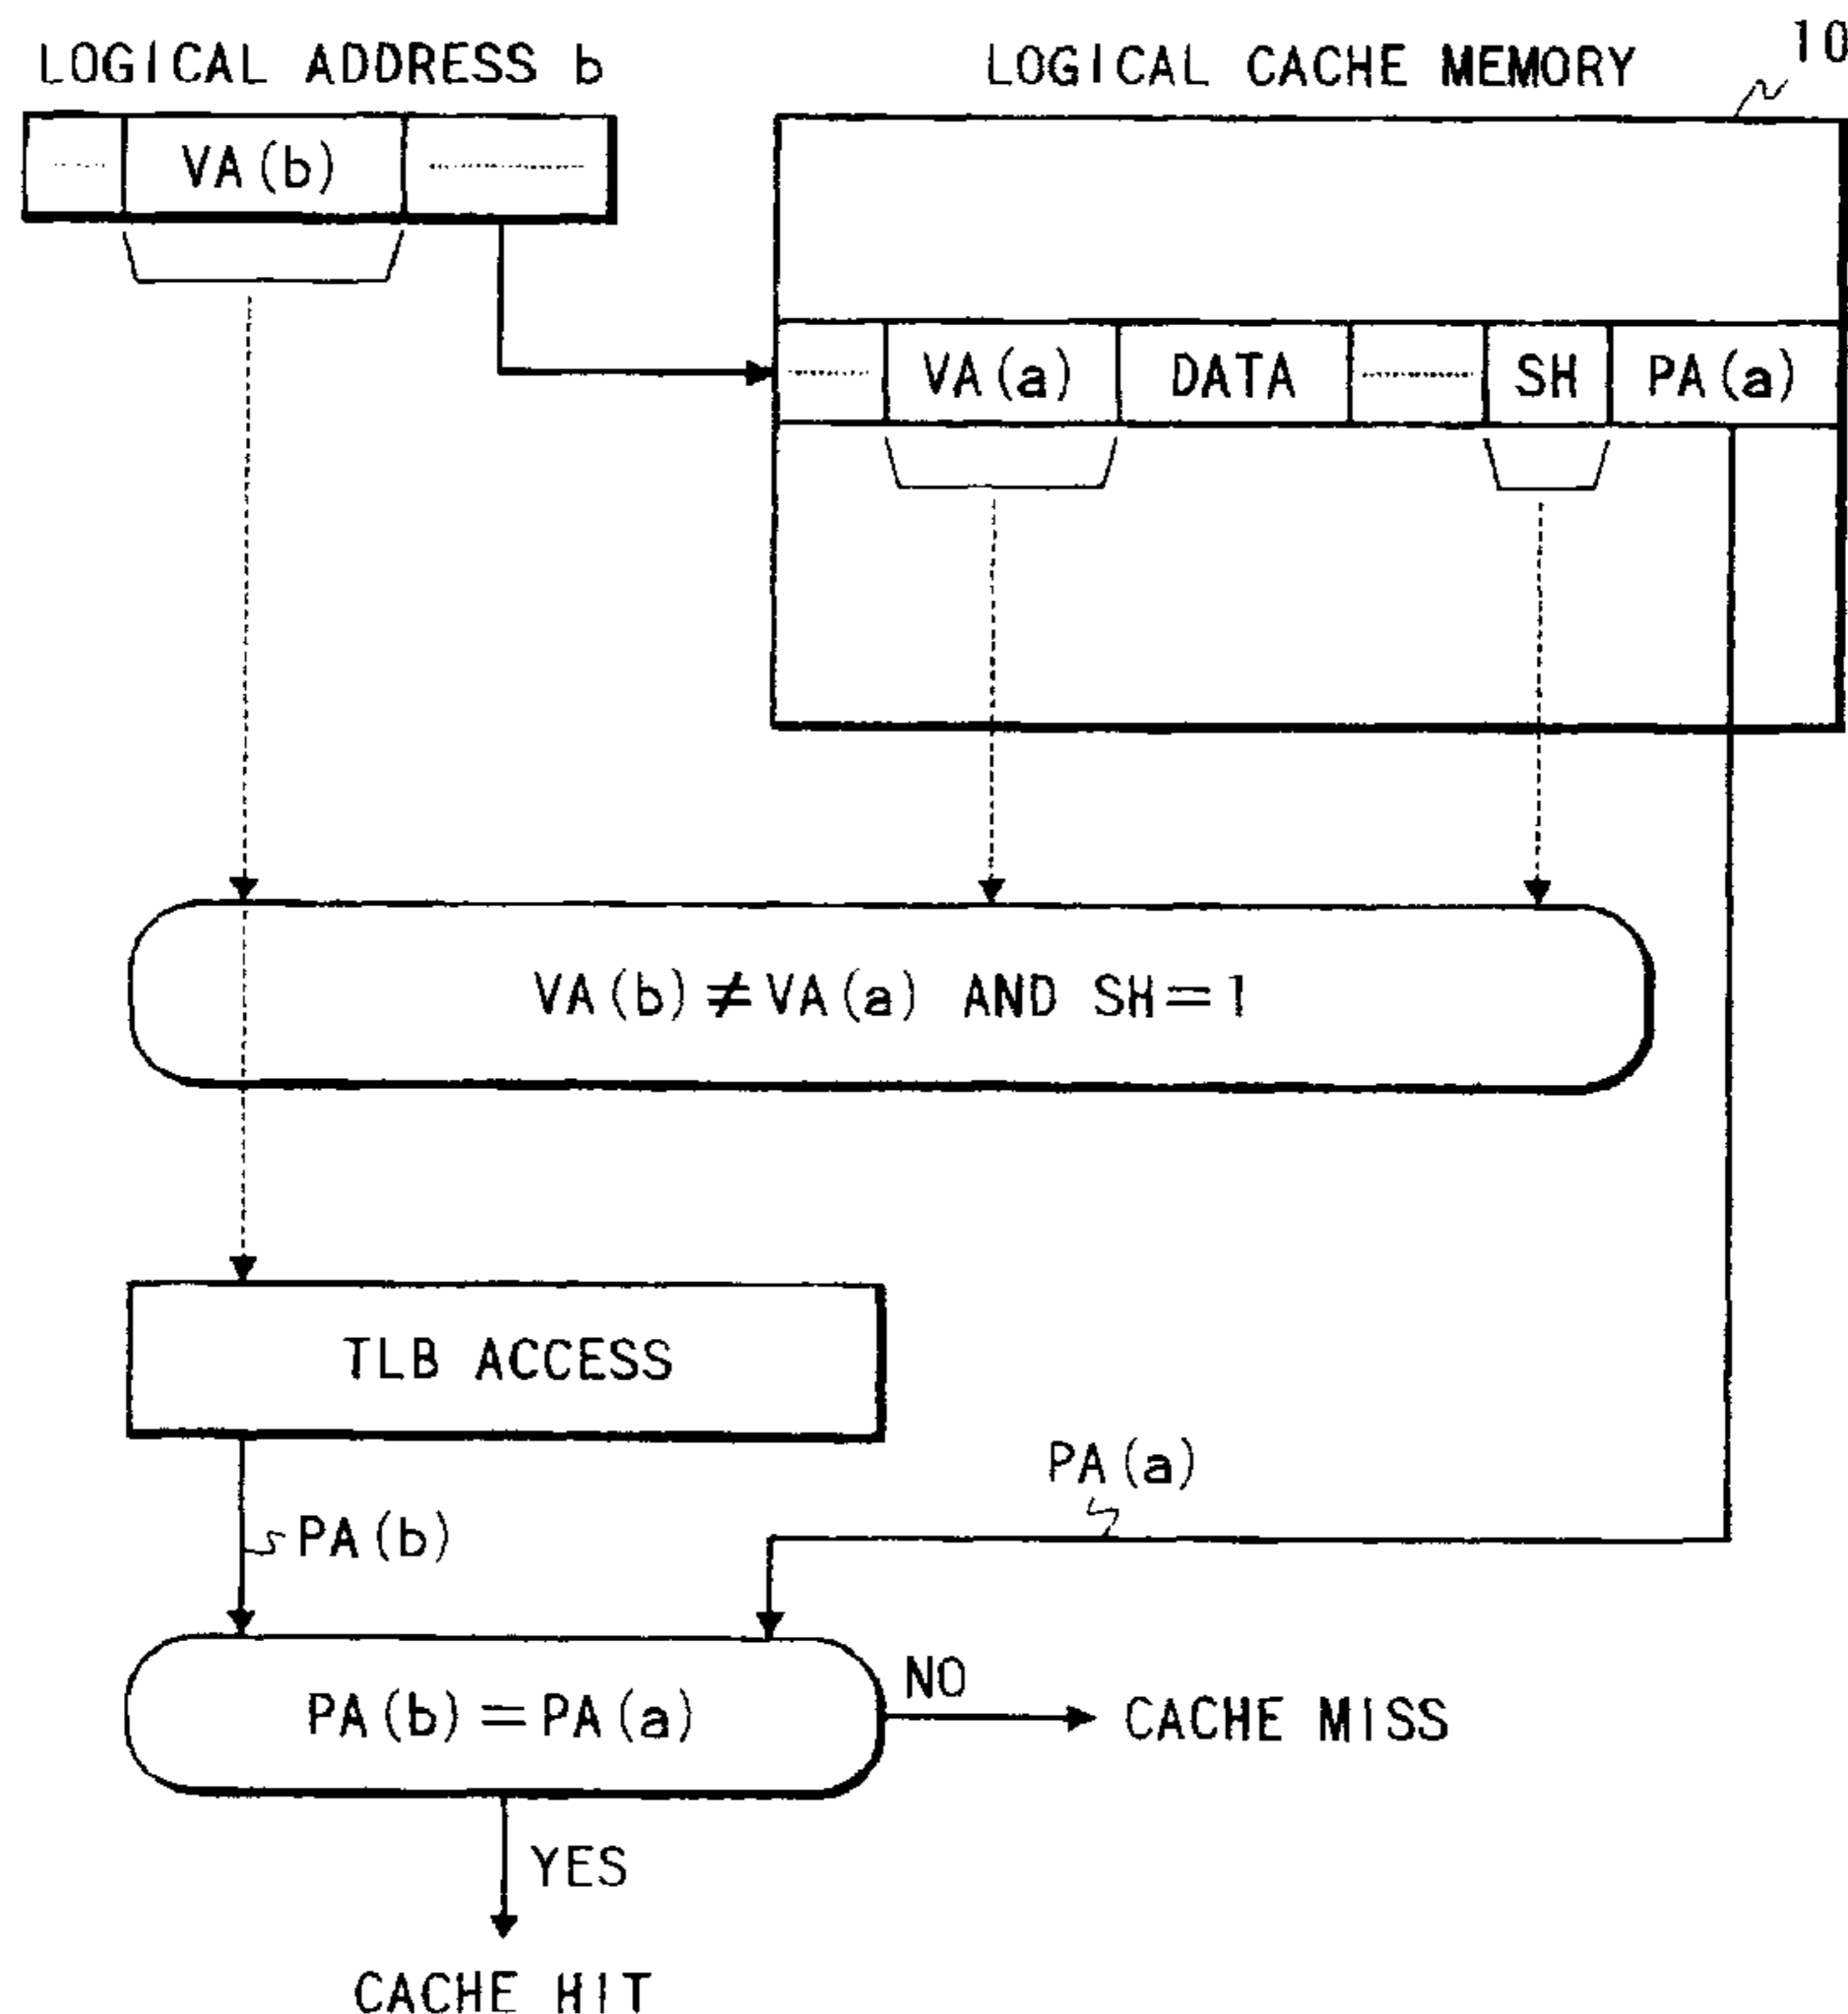 LOGICAL ADDRESS b
LOGICAL CACHE MEMORY
10
VA(b)
VA(a) DATA SH PA(a)
VA(b)≠VA(a) AND SH=1
TLB ACCESS
PA(a)
PA(b)
PA(b)=PA(a)
NO
CACHE MISS
YES
CACHE HIT